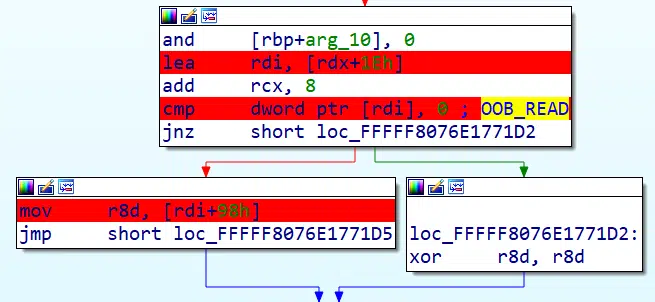 and     [rbp+arg_10], 0
lea     rdi, [rdx+1Eh]
add     rcx, 8
cmp     dword ptr [rdi], 0 ; OOB_READ
jnz     short loc_FFFFF8076E1771D2
mov     r8d, [rdi+98h]
jmp     short loc_FFFFF8076E1771D5
loc_FFFFF8076E1771D2:
xor     r8d, r8d